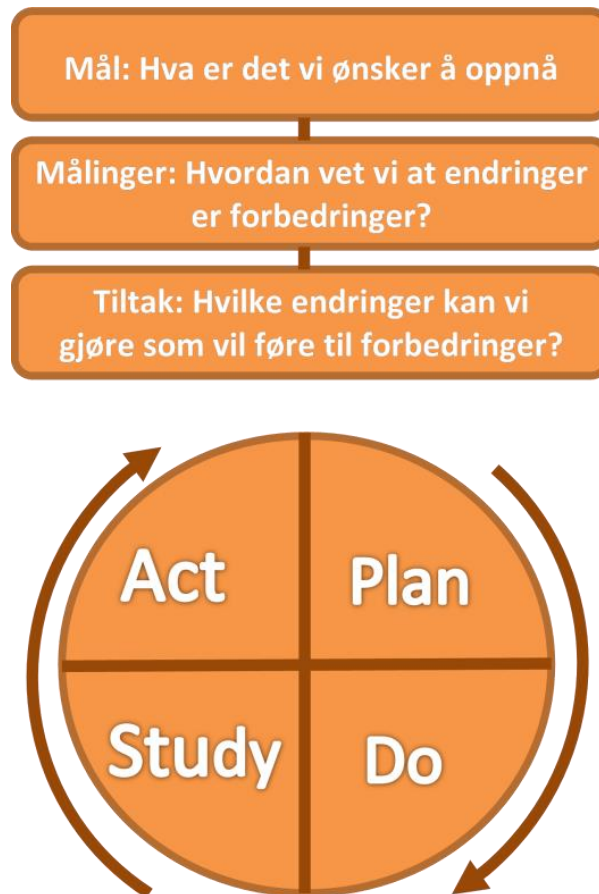 Mål: Hva er det vi ønsker å oppnå
Målinger: Hvordan vet vi at endringer
er forbedringer?
Tiltak: Hvilke endringer kan vi
gjøre som vil føre til forbedringer?
Act
Plan
Study
Do